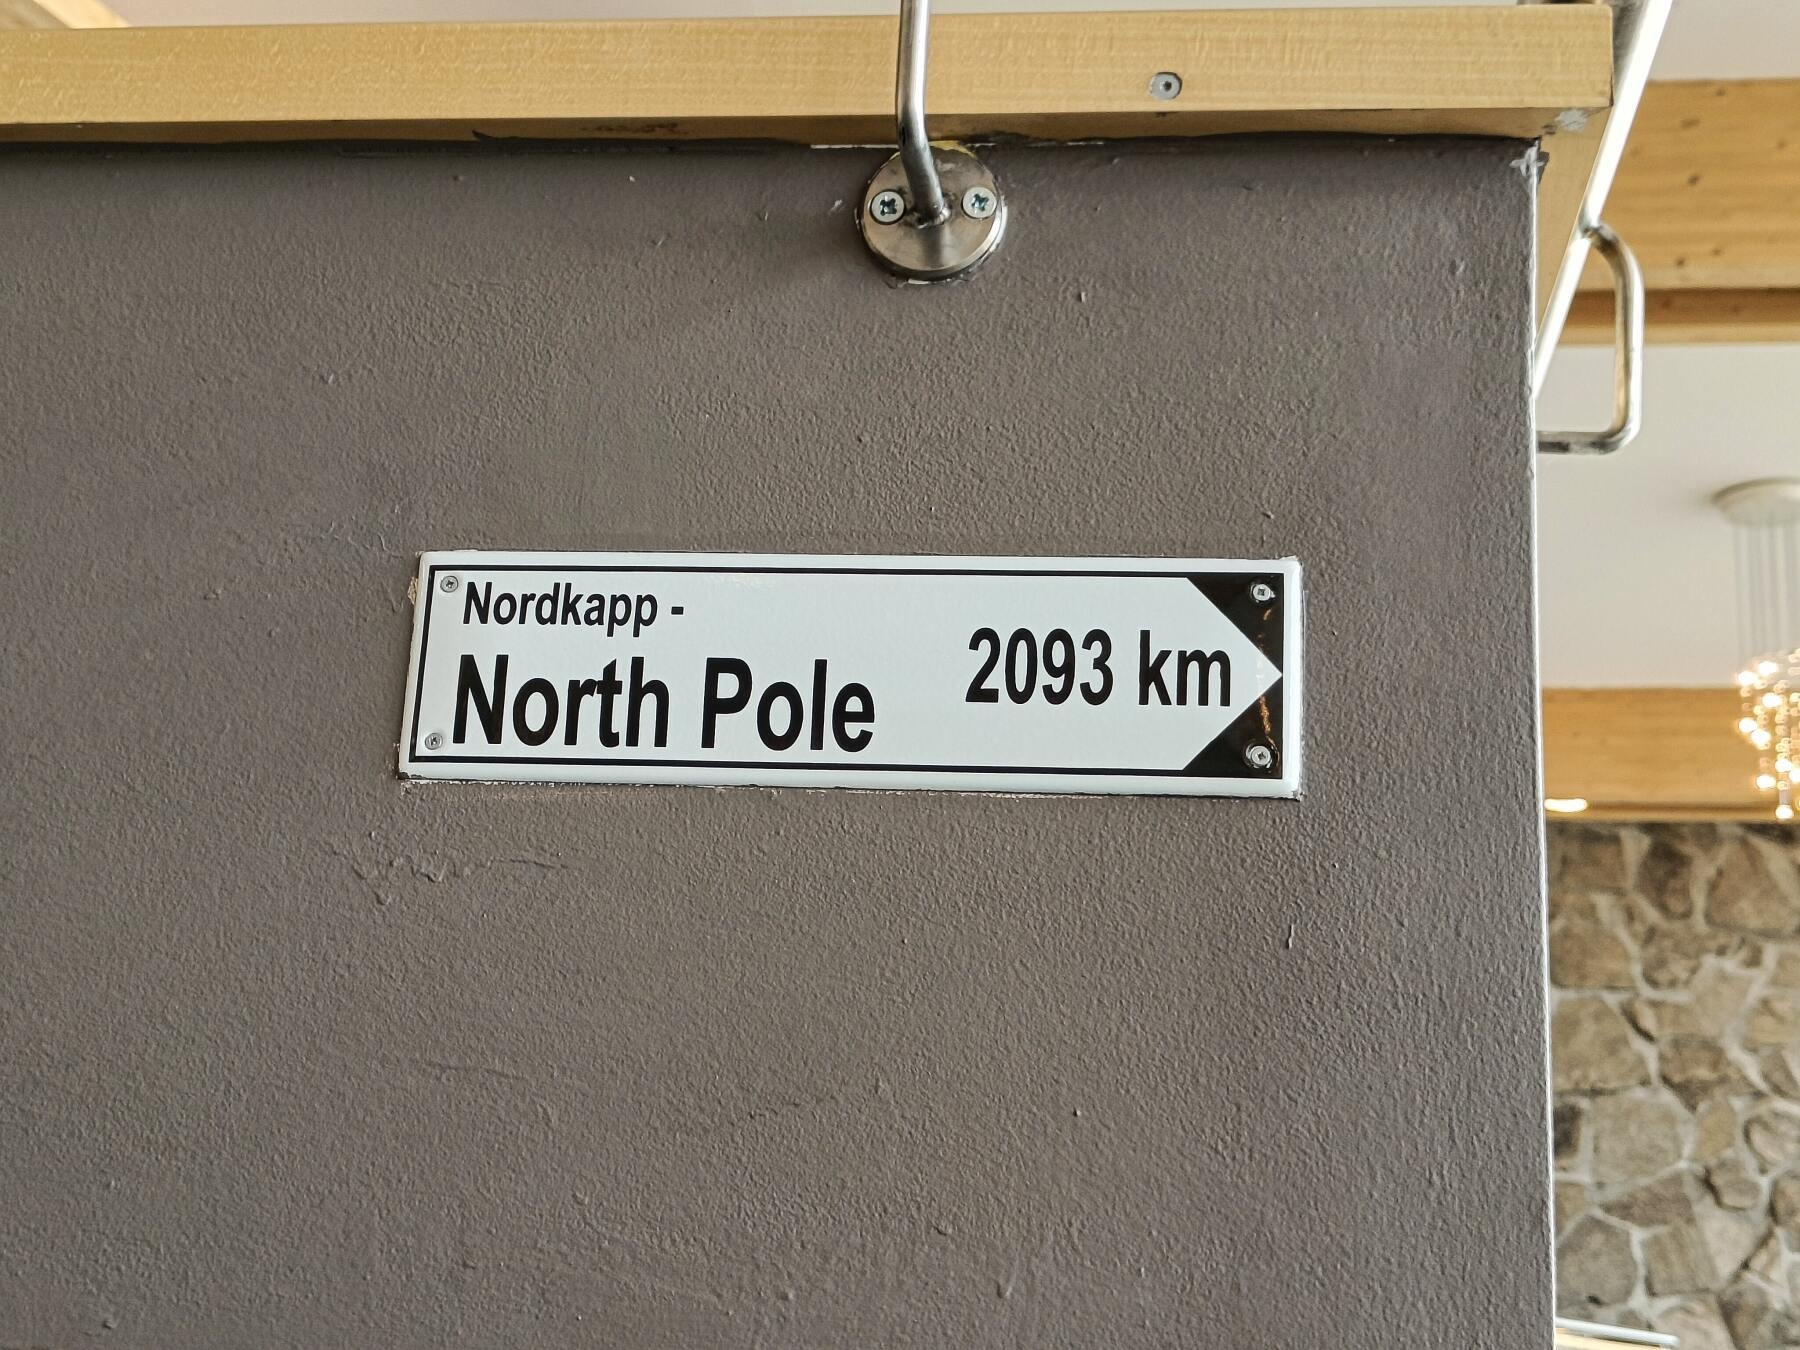 Nordkapp -
North Pole
2093 km